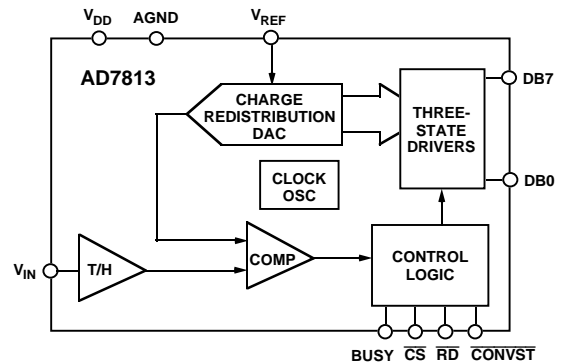 VDD AGND VREF
AD7813
CHARGE
REDISTRIBUTION
DAC
THREE-
STATE
DRIVERS
DB7
DB0
CLOCK
OSC
VIN
T/H
COMP
CONTROL
LOGIC
BUSY CS RD CONVST